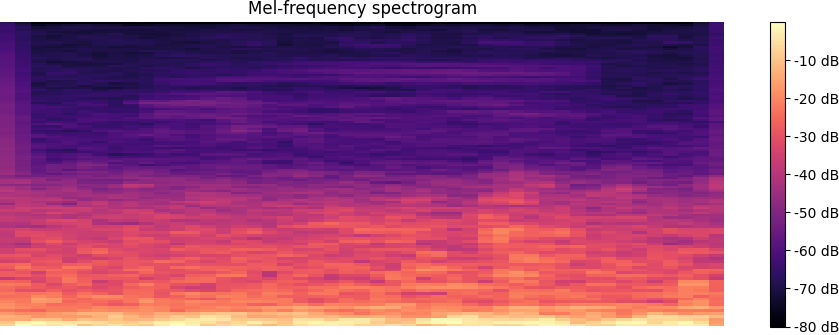 Mel-frequency spectrogram
-10 dB
-20 dB
-30 dB
-40 dB
-50 dB
-60 dB
-70 dB
-80 dB